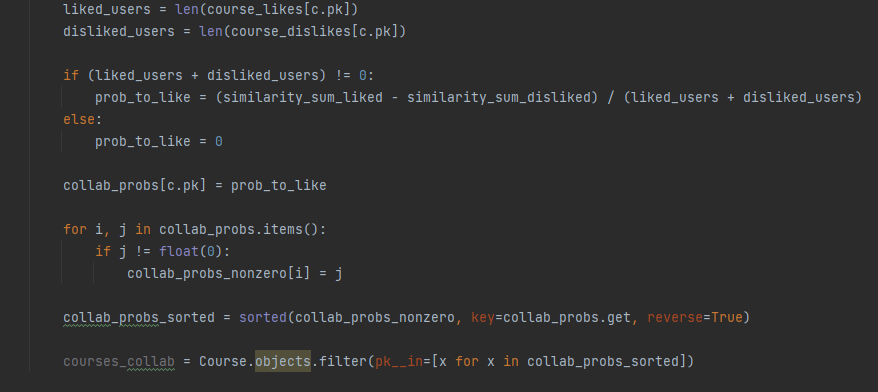 liked_users = len(course_likes[c.pk])
disliked_users = len(course_dislikes[c.pk])
if (liked_users + disliked_users) != 0:
prob_to_like = (similarity_sum_liked - similarity_sum_disliked) / (liked_users + disliked_users)
else:
prob_to_like = 0
collab_probs[c.pk] = prob_to_like
for i, j in collab_probs.items():
if j != float(0):
collab_probs_nonzero[i] = j
collab_probs_sorted = sorted(collab_probs_nonzero, key=collab_probs.get, reverse=True)
courses_collab = Course.objects.filter(pk__in=[x for x in collab_probs_sorted])